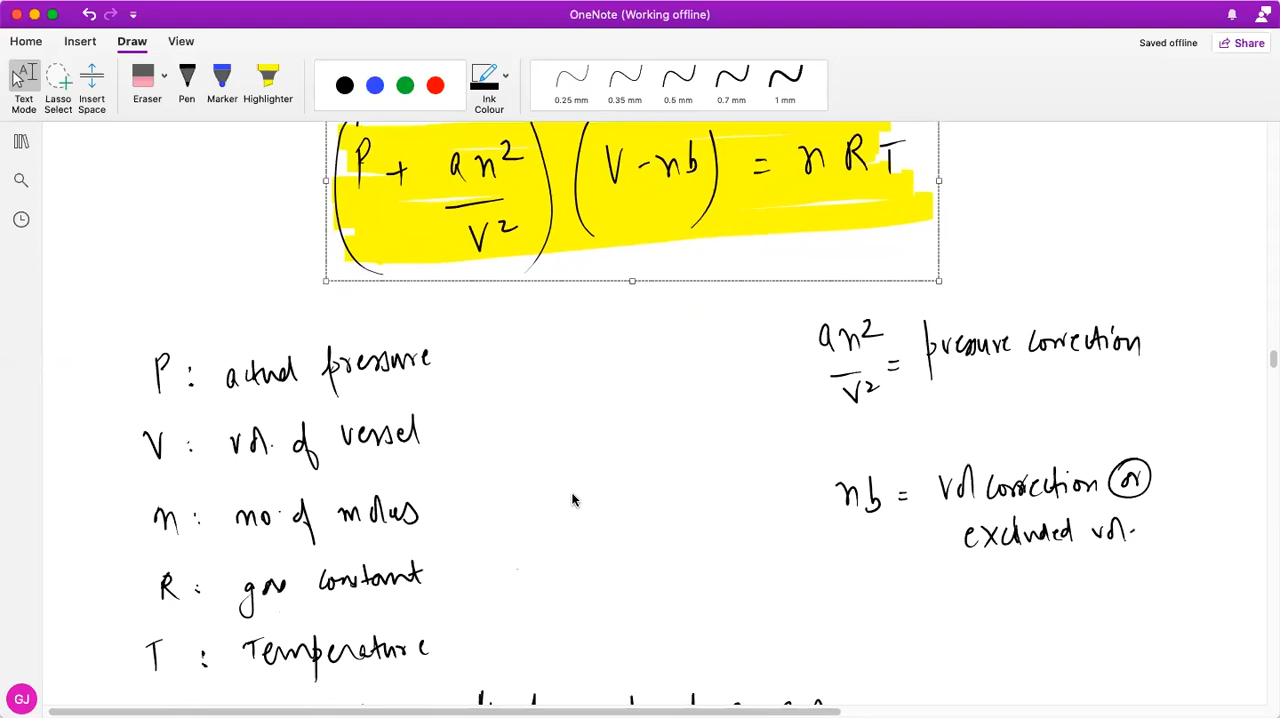 OneNote (Working offline)
Home Insert Draw View
Saved offline Share
Text Mode
Lasso Select
Insert Space
Eraser
Pen
Marker
Highlighter
Ink Colour
0.25 mm 0.35 mm 0.5 mm 0.7 mm 1 mm
(P + an²/V²) (V - nb) = n R T
an²/V² = pressure correction
P : actual pressure
V : vol. of vessel
nb = vol correction or
excluded vol.
n : no. of moles
R : gas constant
T : Temperature
GJ